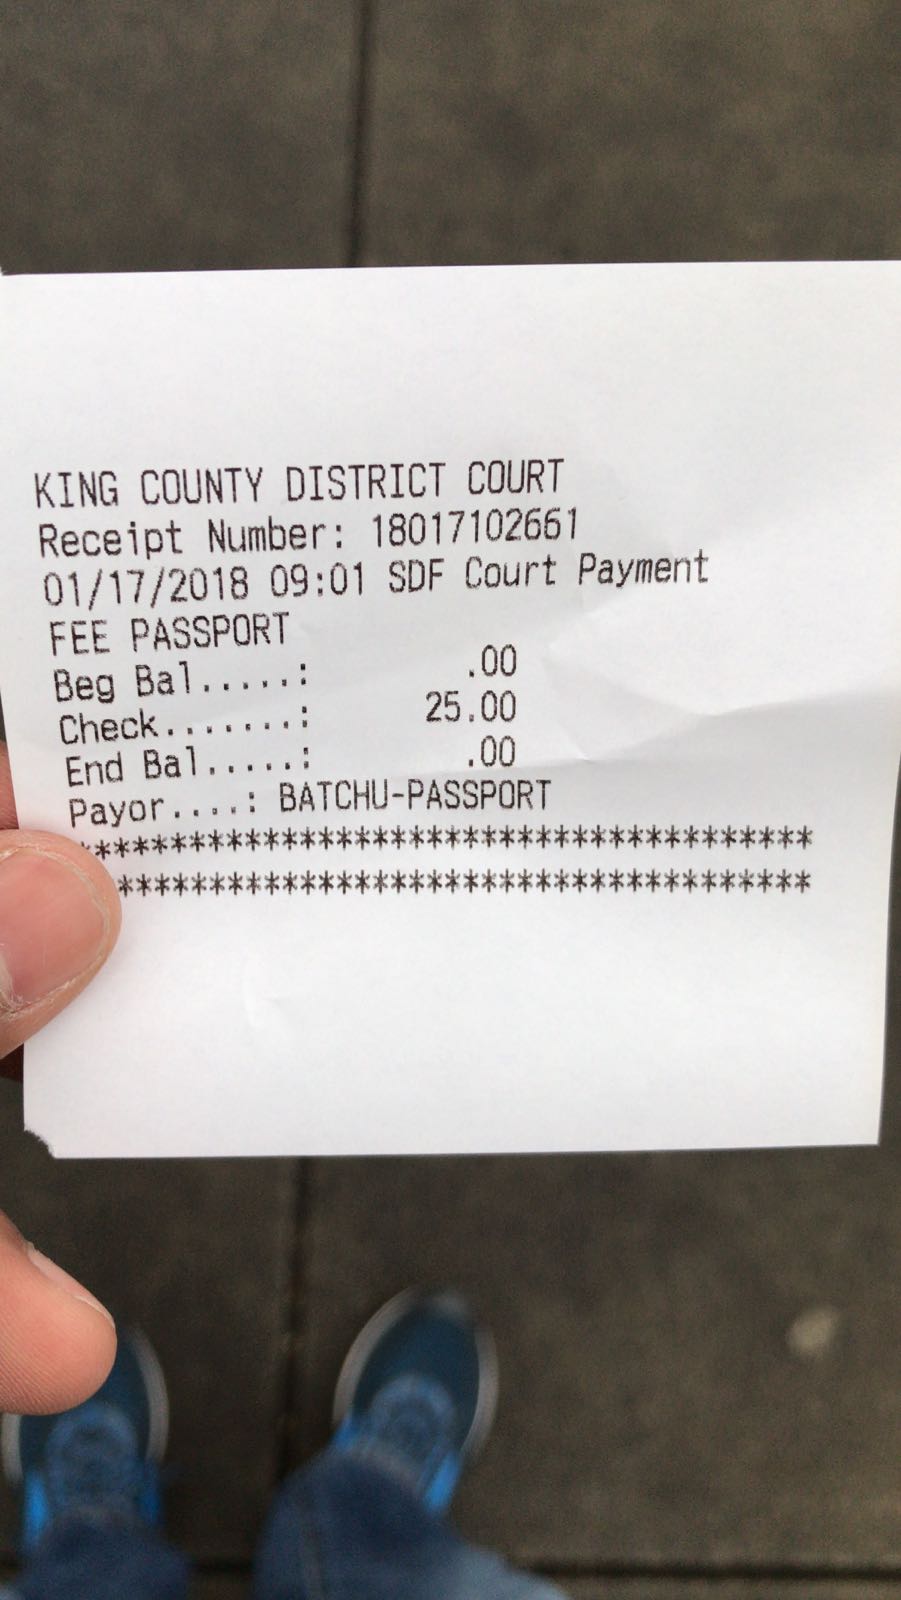 KING COUNTY DISTRICT COURT
Receipt Number: 18017102661
01/17/2018 09:01 SDF Court Payment
FEE PASSPORT
Beg Bal.....: .00
Check.......: 25.00
End Bal.....: .00
Payor....: BATCHU-PASSPORT
****************************************
***************************************